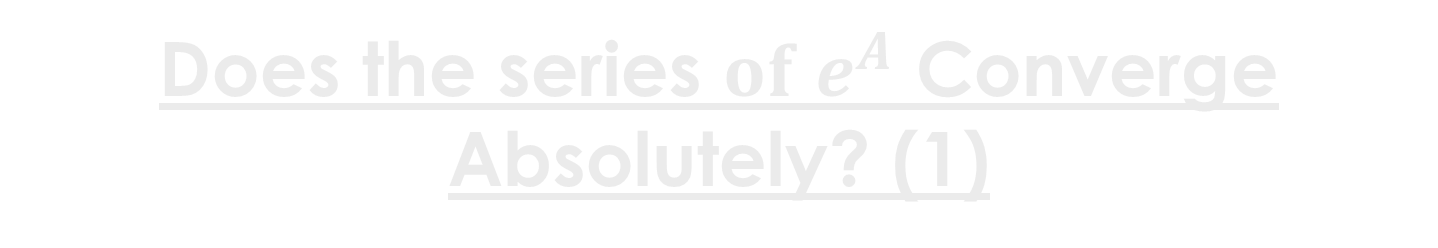 Does the series of e^A Converge
Absolutely? (1)